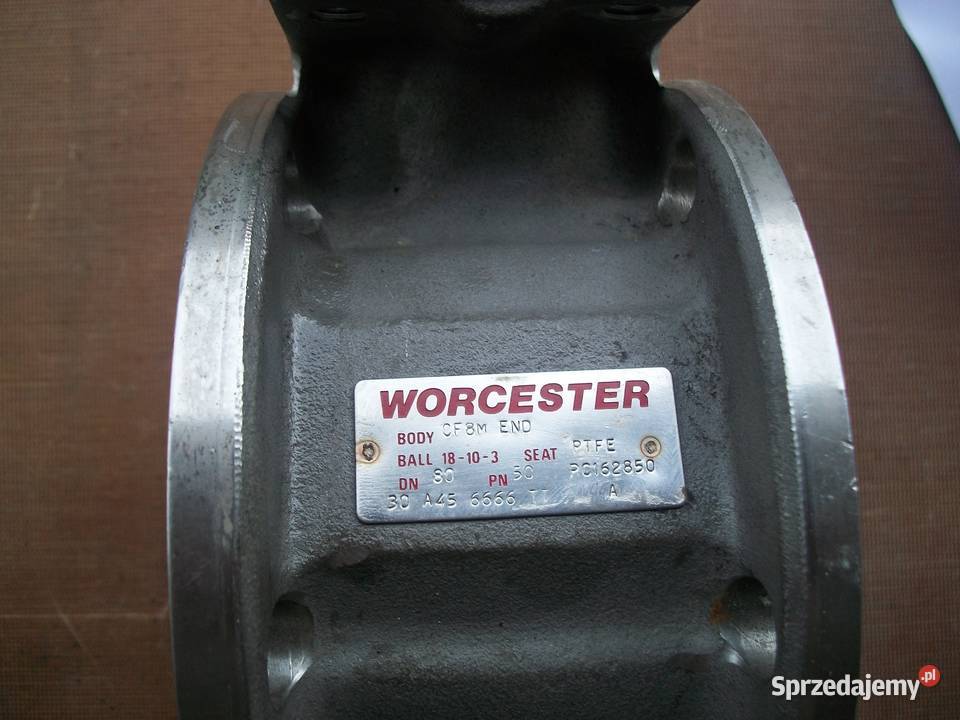 WORCESTER
BODY CF8M END
BALL 18-10-3 SEAT PTFE
DN 80 PN 50 PC162850
30 A45 6666 TT A
Sprzedajemy.pl